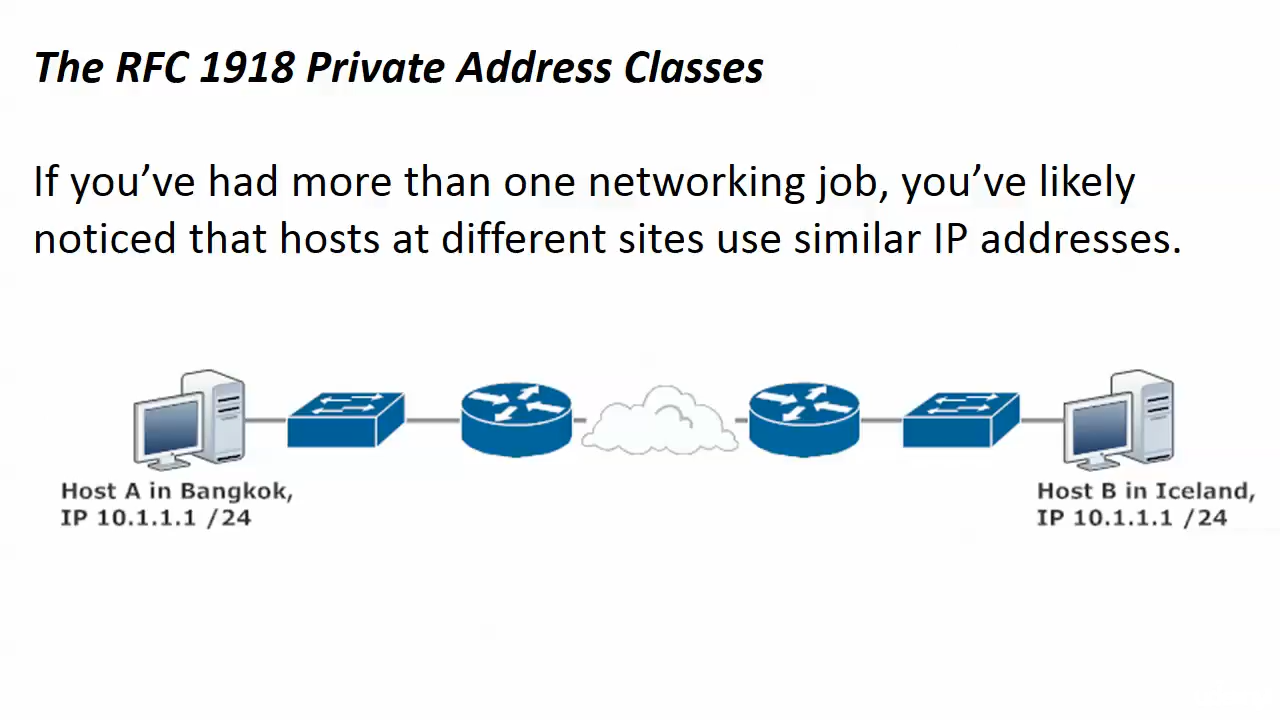 The RFC 1918 Private Address Classes
If you’ve had more than one networking job, you’ve likely
noticed that hosts at different sites use similar IP addresses.
Host A in Bangkok,
IP 10.1.1.1 /24
Host B in Iceland,
IP 10.1.1.1 /24